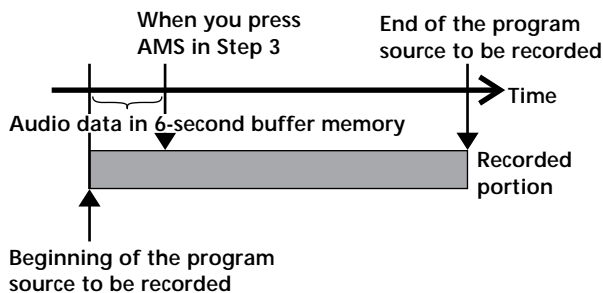 When you press
AMS in Step 3
End of the program
source to be recorded
Time
Audio data in 6-second buffer memory
Recorded
portion
Beginning of the program
source to be recorded